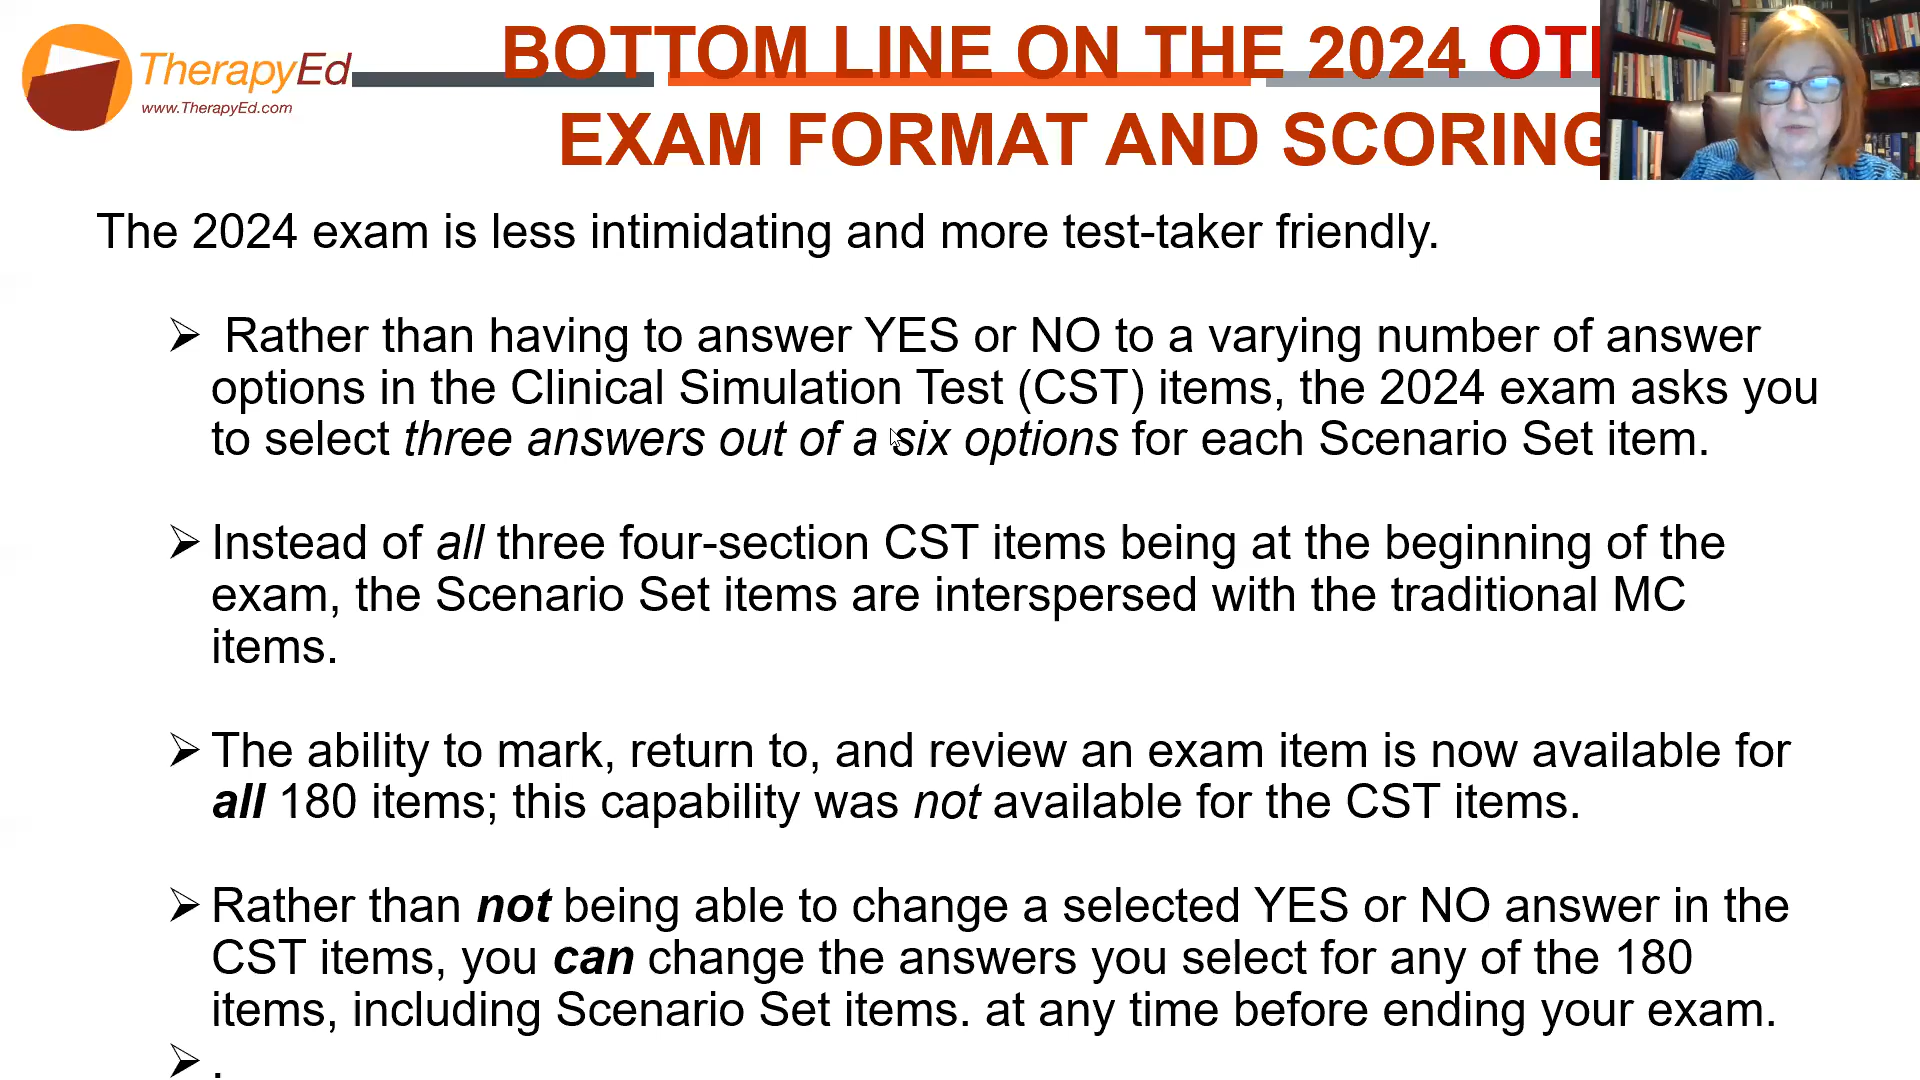 TherapyEd
www.TherapyEd.com
BOTTOM LINE ON THE 2024
EXAM FORMAT AND SCORING
The 2024 exam is less intimidating and more test-taker friendly.
➢ Rather than having to answer YES or NO to a varying number of answer
options in the Clinical Simulation Test (CST) items, the 2024 exam asks you
to select three answers out of a six options for each Scenario Set item.
➢ Instead of all three four-section CST items being at the beginning of the
exam, the Scenario Set items are interspersed with the traditional MC
items.
➢ The ability to mark, return to, and review an exam item is now available for
all 180 items; this capability was not available for the CST items.
➢ Rather than not being able to change a selected YES or NO answer in the
CST items, you can change the answers you select for any of the 180
items, including Scenario Set items. at any time before ending your exam.
➢ .